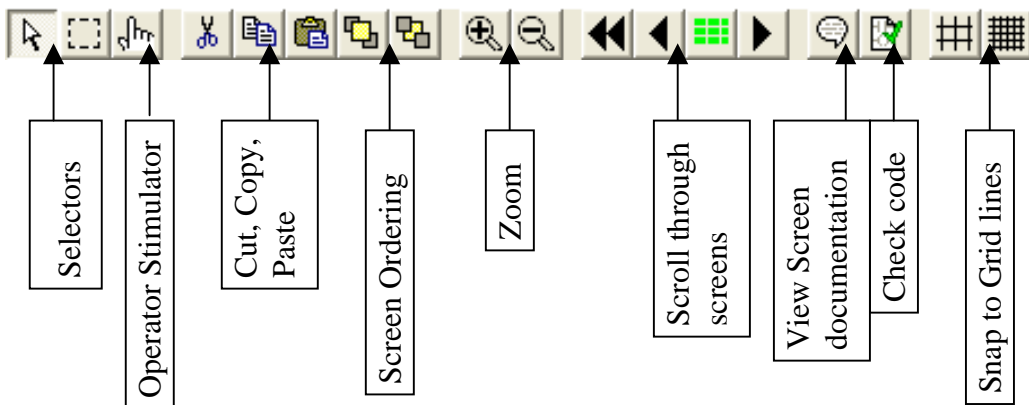 Selectors
Operator Stimulator
Cut, Copy,
Paste
Screen Ordering
Zoom
Scroll through
screens
View Screen
documentation
Check code
Snap to Grid lines